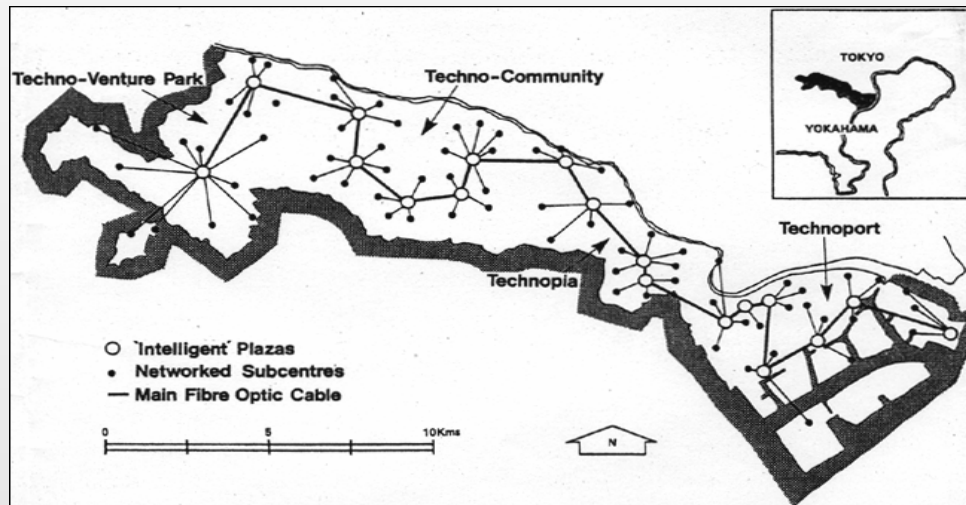 TOKYO
YOKAHAMA
Techno-Venture Park
Techno-Community
Technoport
Technopia
'Intelligent' Plazas
Networked Subcentres
Main Fibre Optic Cable
0 5 10Kms
N